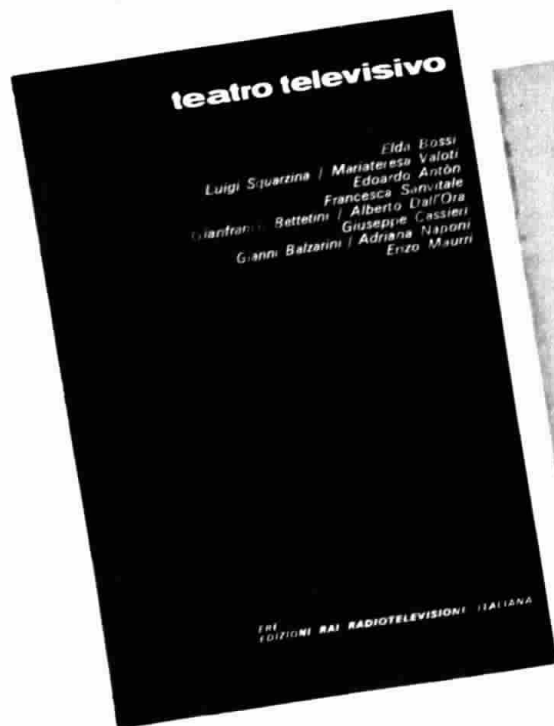 teatro televisivo
Elda Bossi
Luigi Squarzina / Mariateresa Valoti
Edoardo Antòn
Francesca Sanvitale
Gianfranco Bettetini / Alberto Dall'Ora
Giuseppe Cassieri
Gianni Balzarini / Adriana Naponi
Enzo Maurri
ERI
EDIZIONI RAI RADIOTELEVISIONE ITALIANA